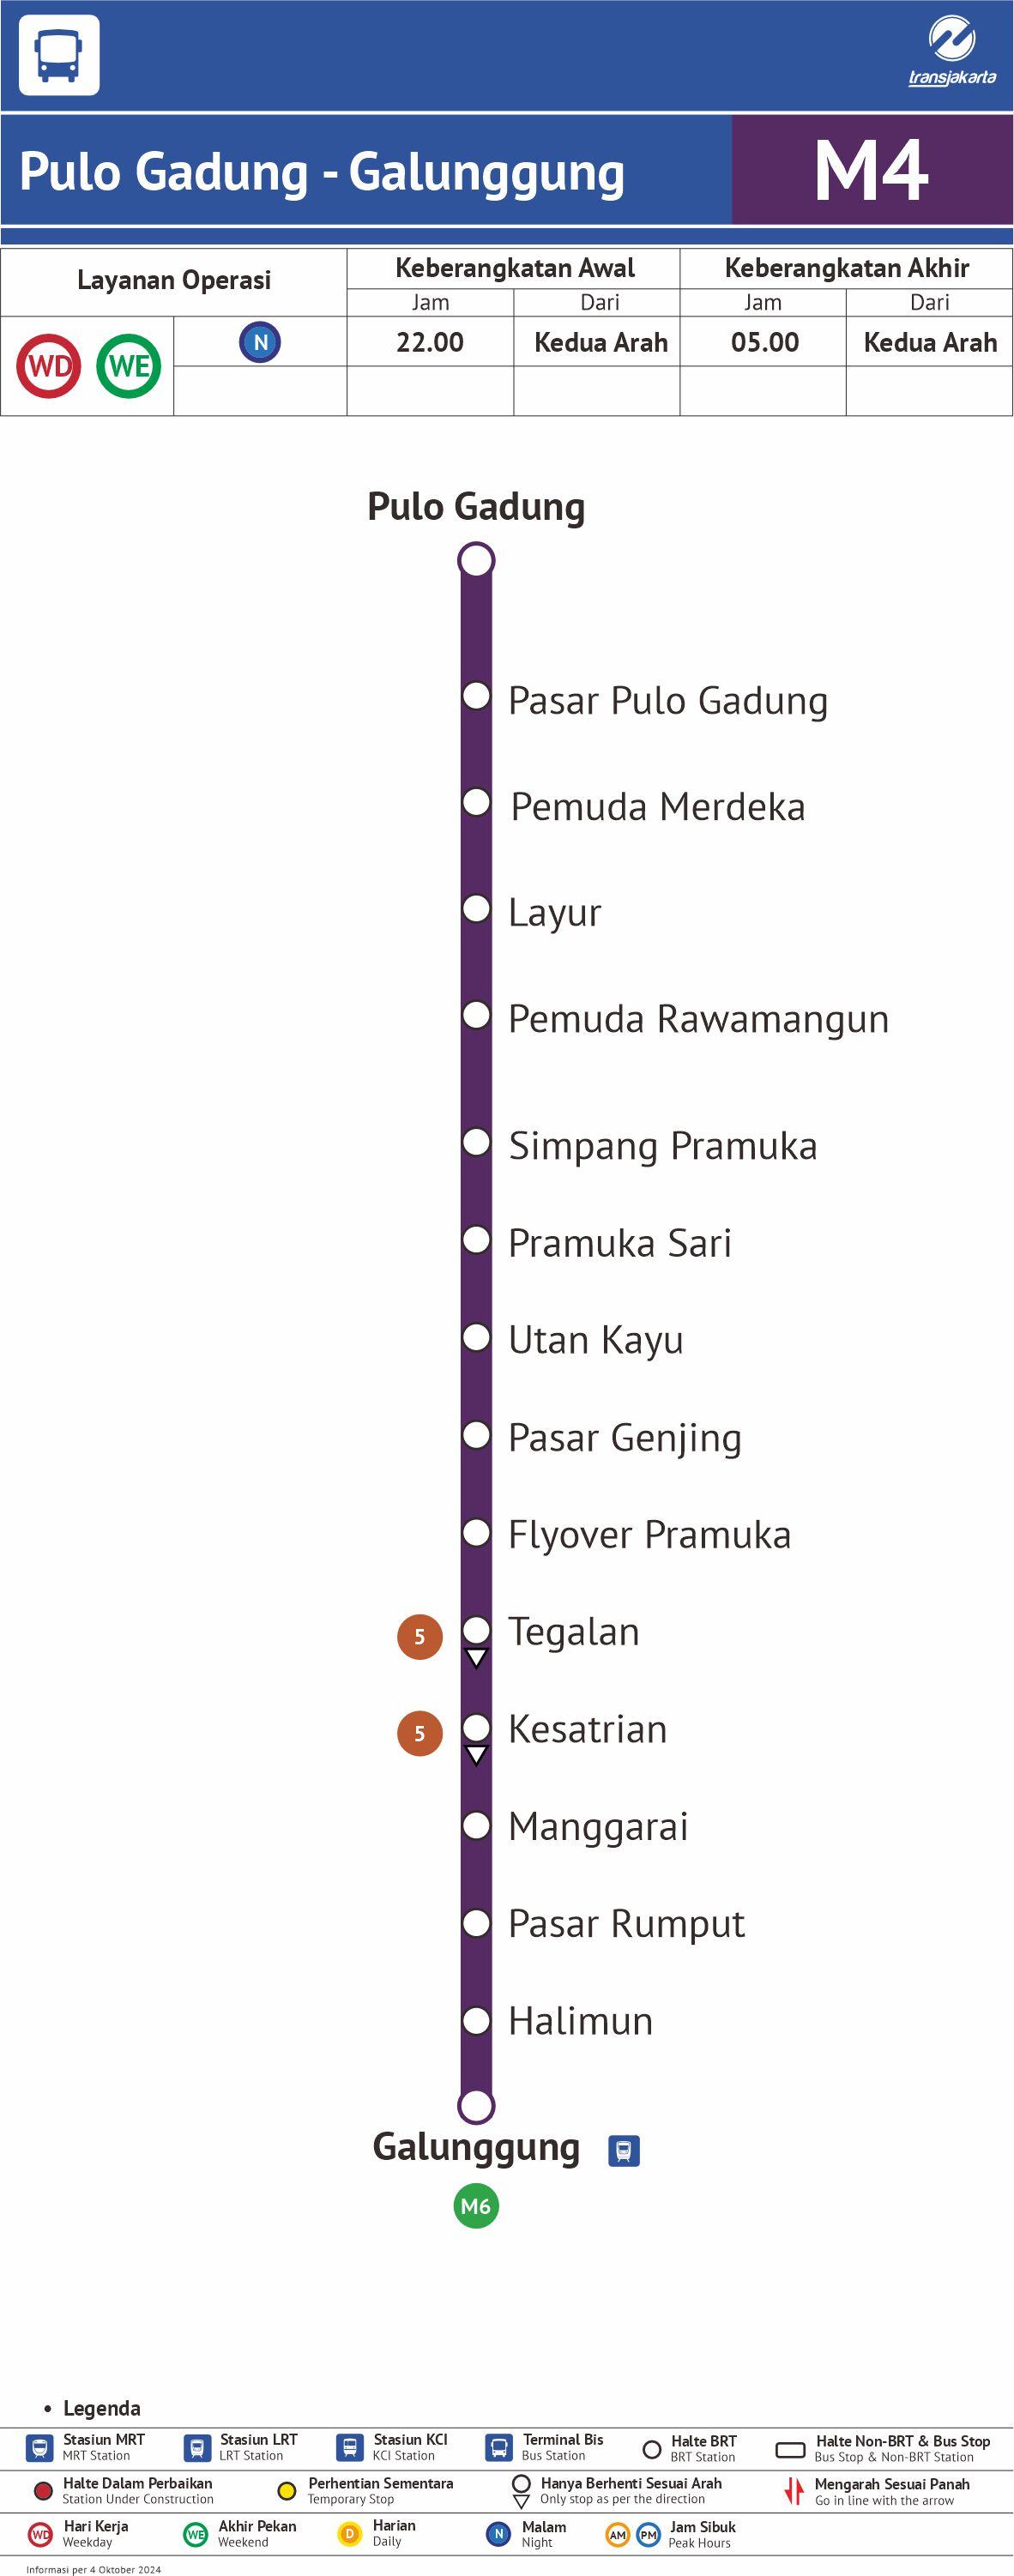 transjakarta
Pulo Gadung - Galunggung
M4
Layanan Operasi
Keberangkatan Awal
Keberangkatan Akhir
Jam
Dari
Jam
Dari
WD
WE
N
22.00
Kedua Arah
05.00
Kedua Arah
Pulo Gadung
Pasar Pulo Gadung
Pemuda Merdeka
Layur
Pemuda Rawamangun
Simpang Pramuka
Pramuka Sari
Utan Kayu
Pasar Genjing
Flyover Pramuka
5
Tegalan
5
Kesatrian
Manggarai
Pasar Rumput
Halimun
Galunggung
M6
• Legenda
Stasiun MRT
MRT Station
Stasiun LRT
LRT Station
Stasiun KCI
KCI Station
Terminal Bis
Bus Station
Halte BRT
BRT Station
Halte Non-BRT & Bus Stop
Bus Stop & Non-BRT Station
Halte Dalam Perbaikan
Station Under Construction
Perhentian Sementara
Temporary Stop
Hanya Berhenti Sesuai Arah
Only stop as per the direction
Mengarah Sesuai Panah
Go in line with the arrow
WD
Hari Kerja
Weekday
WE
Akhir Pekan
Weekend
D
Harian
Daily
N
Malam
Night
AM
PM
Jam Sibuk
Peak Hours
Informasi per 4 Oktober 2024